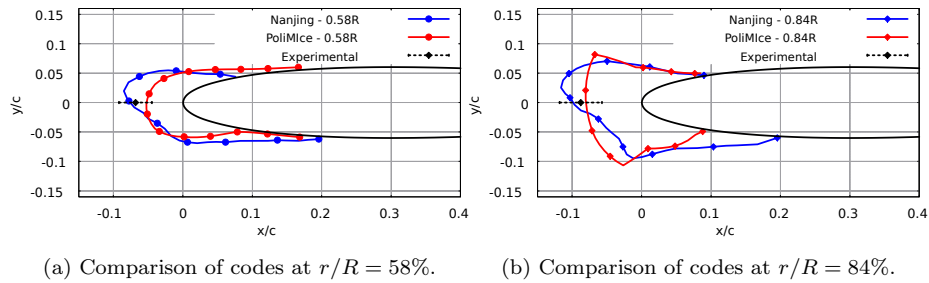 Nanjing - 0.58R
PoliMIce - 0.58R
Experimental
0.15
0.1
0.05
0
-0.05
-0.1
-0.15
y/c
-0.1
0
0.1
0.2
0.3
0.4
x/c
(a) Comparison of codes at r/R = 58%.
Nanjing - 0.84R
PoliMIce - 0.84R
Experimental
0.15
0.1
0.05
0
-0.05
-0.1
-0.15
y/c
-0.1
0
0.1
0.2
0.3
0.4
x/c
(b) Comparison of codes at r/R = 84%.